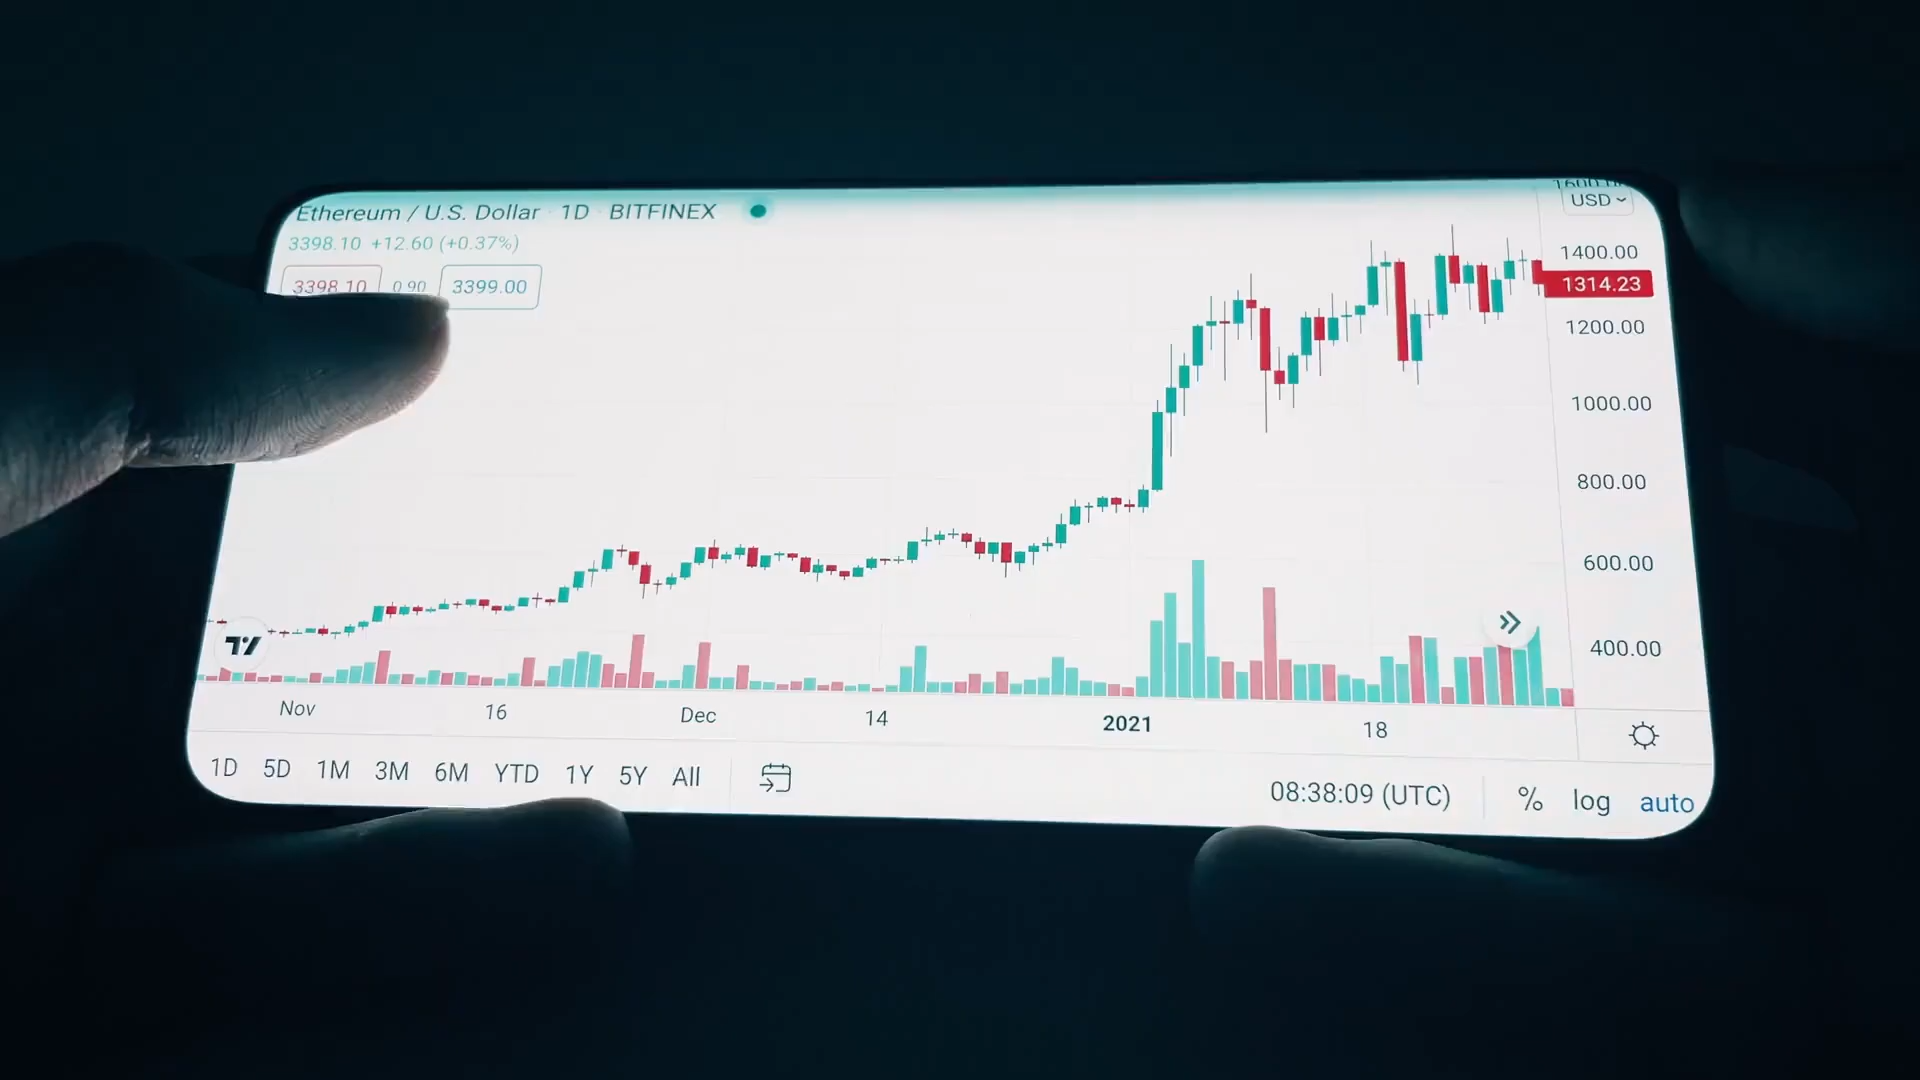 Ethereum / U.S. Dollar · 1D · BITFINEX
3398.10 +12.60 (+0.37%)
3398.10 0.90 3399.00
1600.00
USD
1400.00
1314.23
1200.00
1000.00
800.00
600.00
400.00
Nov 16 Dec 14 2021 18
1D 5D 1M 3M 6M YTD 1Y 5Y All
08:38:09 (UTC) % log auto